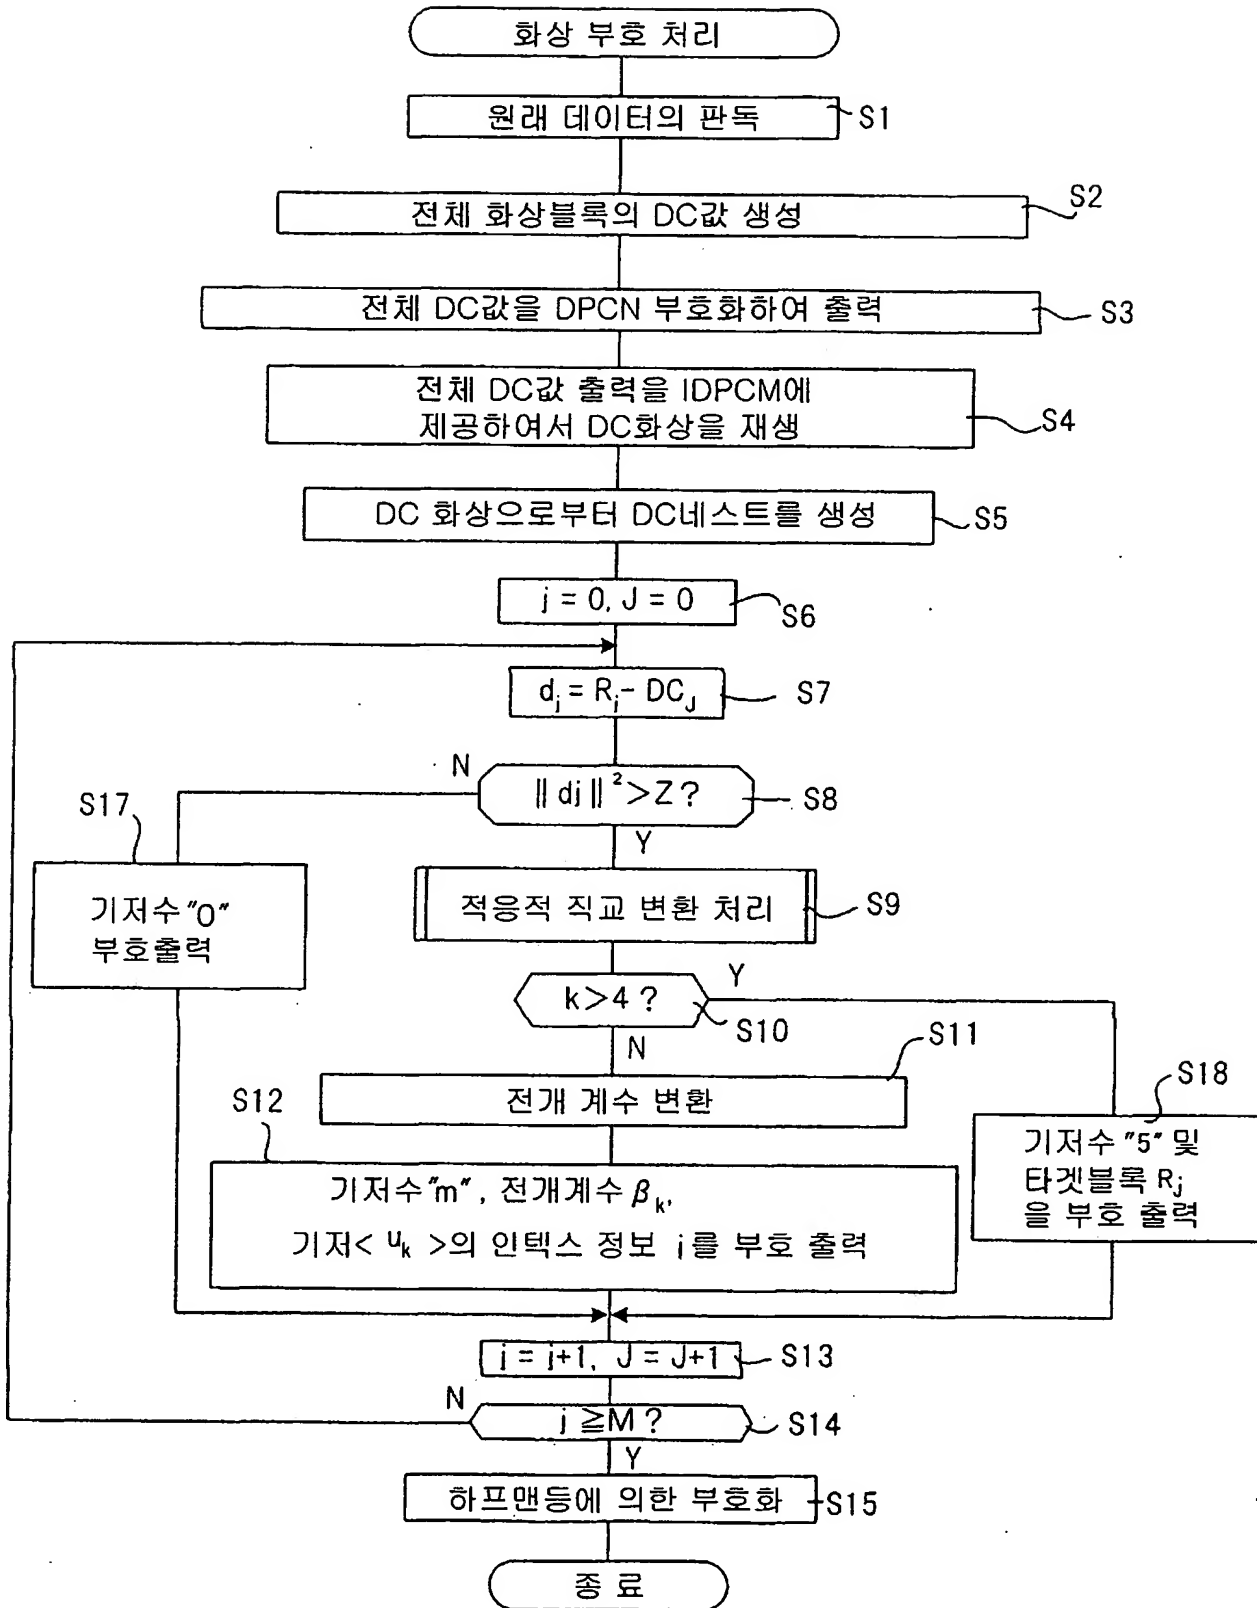 화상 부호 처리
원래 데이터의 판독
S1
전체 화상블록의 DC값 생성
S2
전체 DC값을 DPCN 부호화하여 출력
S3
전체 DC값 출력을 IDPCM에
제공하여서 DC화상을 재생
S4
DC 화상으로부터 DC네스트를 생성
S5
j = 0, J = 0
S6
dj = Rj - DCJ
S7
N
‖ dj ‖² > Z ?
S8
Y
S17
기저수 "0"
부호출력
적응적 직교 변환 처리
S9
k > 4 ?
Y
S10
N
S11
전개 계수 변환
S12
기저수 "m", 전개계수 βk,
기저< uk >의 인텍스 정보 i를 부호 출력
S18
기저수 "5" 및
타겟블록 Rj
을 부호 출력
j = j+1, J = J+1
S13
N
j ≧ M ?
S14
Y
하프맨등에 의한 부호화
S15
종 료